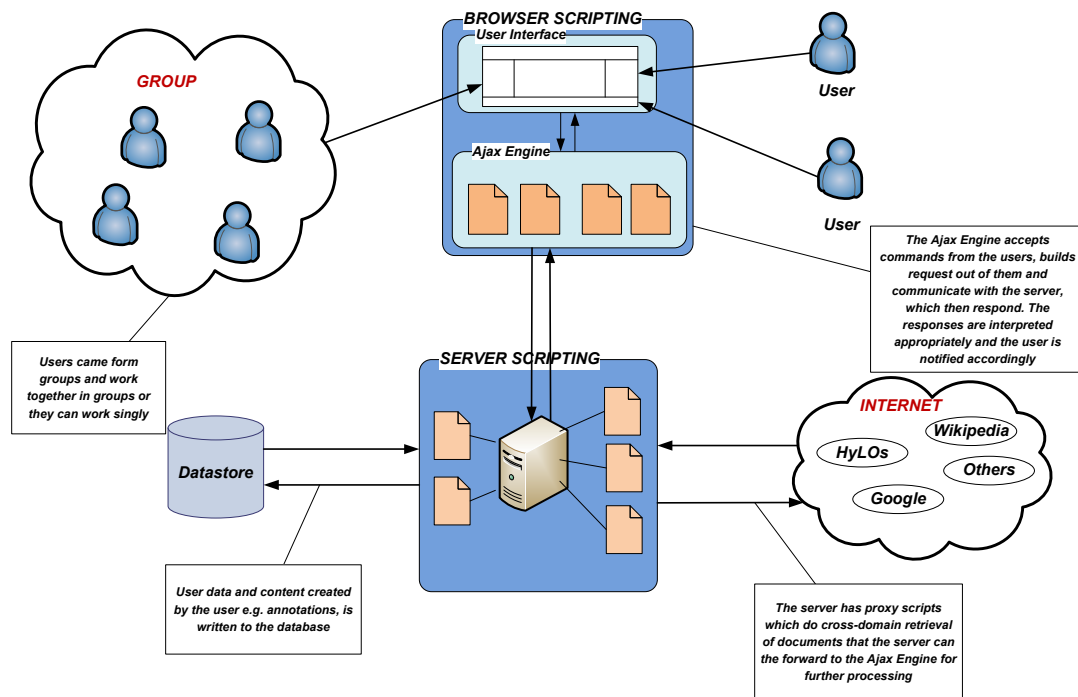 BROWSER SCRIPTING
User Interface
GROUP
User
Ajax Engine
User
The Ajax Engine accepts
commands from the users, builds
request out of them and
communicate with the server,
which then respond. The
responses are interpreted
appropriately and the user is
notified accordingly
Users came form
groups and work
together in groups or
they can work singly
SERVER SCRIPTING
INTERNET
Wikipedia
HyLOs
Others
Google
Datastore
User data and content created
by the user e.g. annotations, is
written to the database
The server has proxy scripts
which do cross-domain retrieval
of documents that the server can
the forward to the Ajax Engine for
further processing